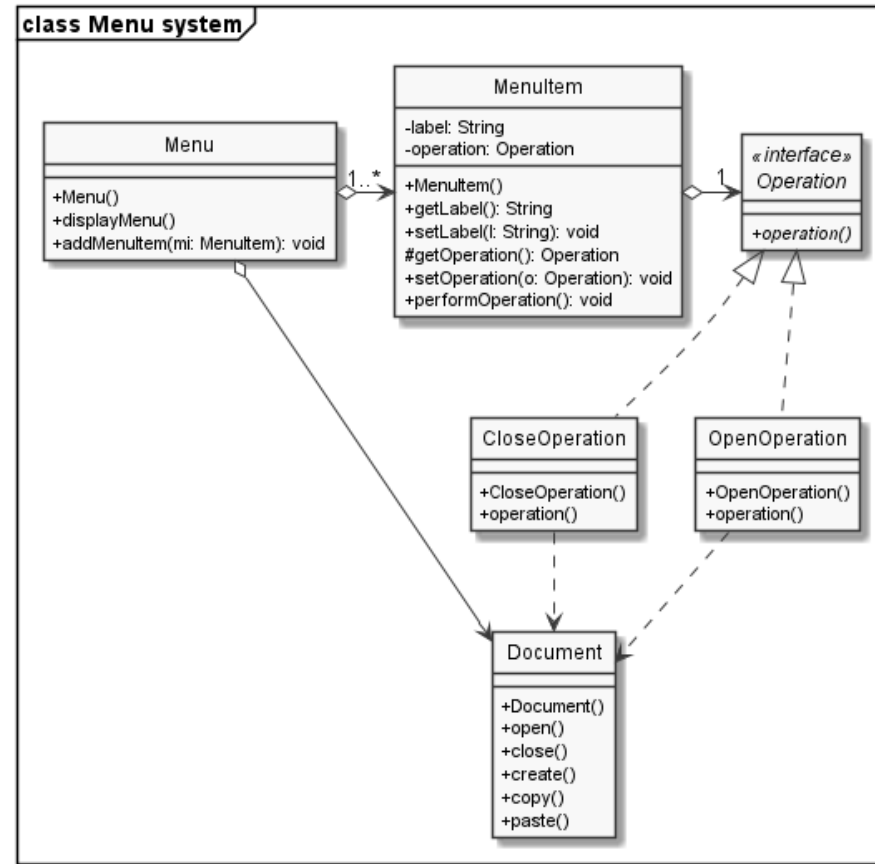 class Menu system
Menu
+Menu()
+displayMenu()
+addMenuItem(mi: MenuItem): void
1..*
MenuItem
-label: String
-operation: Operation
+MenuItem()
+getLabel(): String
+setLabel(l: String): void
#getOperation(): Operation
+setOperation(o: Operation): void
+performOperation(): void
1
«interface»
Operation
+operation()
CloseOperation
+CloseOperation()
+operation()
OpenOperation
+OpenOperation()
+operation()
Document
+Document()
+open()
+close()
+create()
+copy()
+paste()